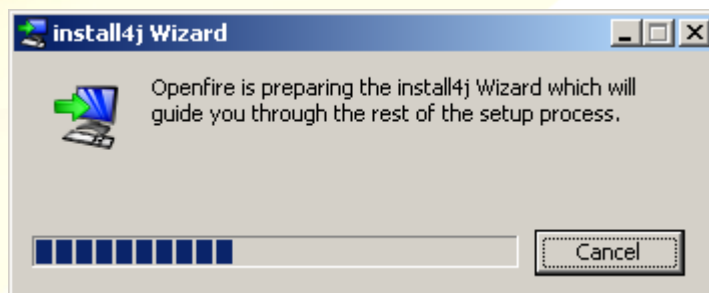 install4j Wizard
Openfire is preparing the install4j Wizard which will
guide you through the rest of the setup process.
Cancel